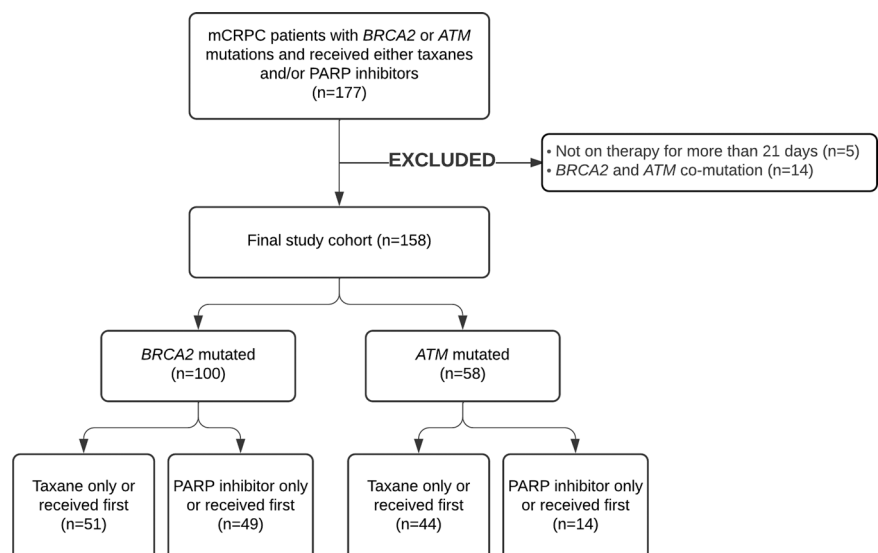 mCRPC patients with BRCA2 or ATM
mutations and received either taxanes
and/or PARP inhibitors
(n=177)
EXCLUDED
• Not on therapy for more than 21 days (n=5)
• BRCA2 and ATM co-mutation (n=14)
Final study cohort (n=158)
BRCA2 mutated
(n=100)
ATM mutated
(n=58)
Taxane only or
received first
(n=51)
PARP inhibitor only
or received first
(n=49)
Taxane only or
received first
(n=44)
PARP inhibitor only
or received first
(n=14)